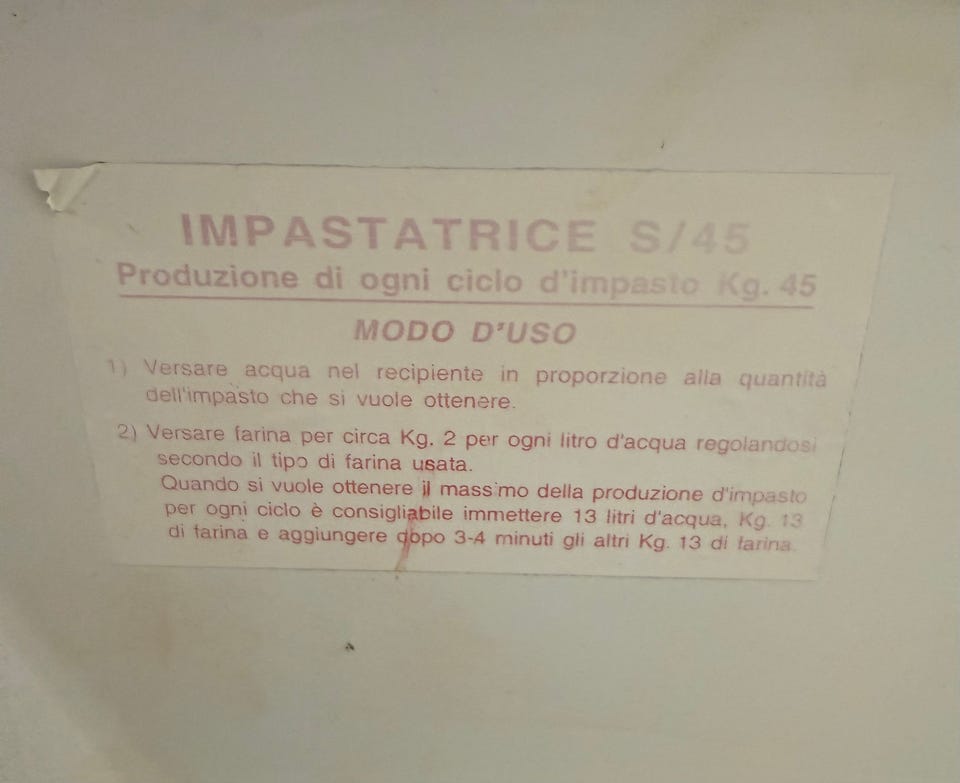 IMPASTATRICE S/45
Produzione di ogni ciclo d'impasto Kg. 45
MODO D'USO
1) Versare acqua nel recipiente in proporzione alla quantità
dell'impasto che si vuole ottenere.
2) Versare farina per circa Kg. 2 per ogni litro d'acqua regolandosi
secondo il tipo di farina usata.
Quando si vuole ottenere il massimo della produzione d'impasto
per ogni ciclo è consigliabile immettere 13 litri d'acqua, Kg. 13
di farina e aggiungere dopo 3-4 minuti gli altri Kg. 13 di farina.